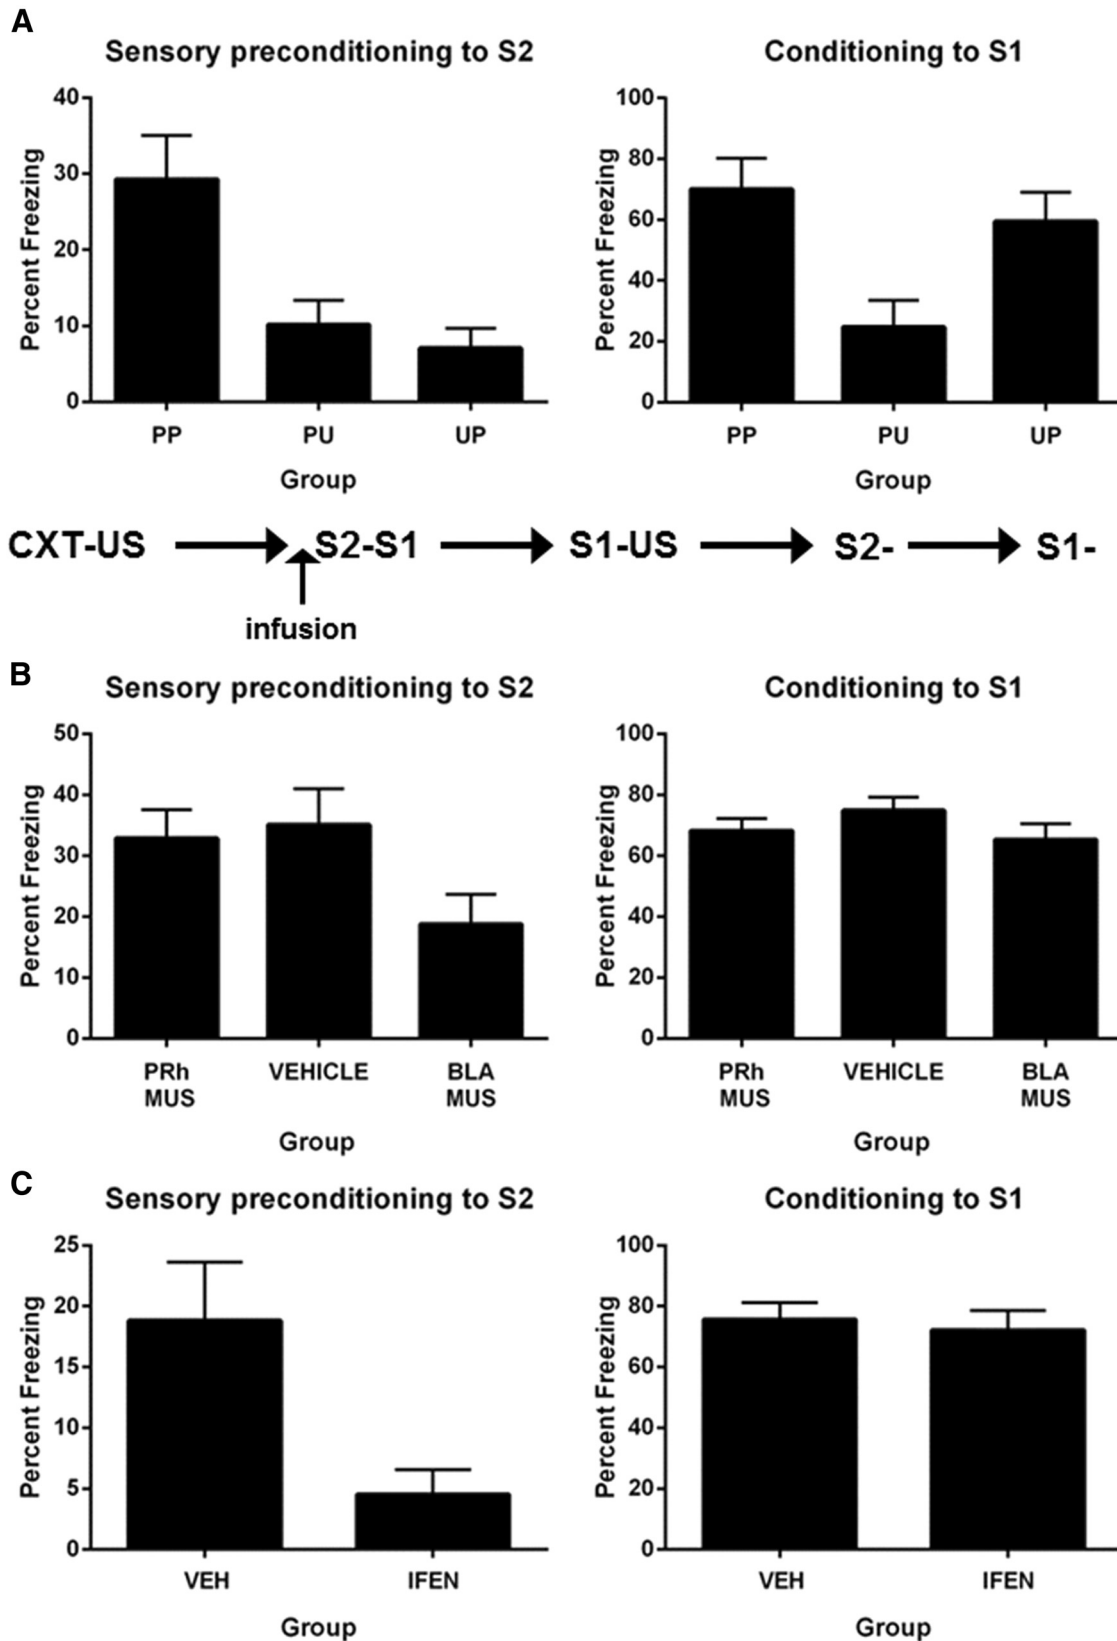 A
Sensory preconditioning to S2
Conditioning to S1
Percent Freezing
40
30
20
10
0
PP
PU
UP
Group
Percent Freezing
100
80
60
40
20
0
PP
PU
UP
Group
CXT-US
S2-S1
S1-US
S2-
S1-
infusion
B
Sensory preconditioning to S2
Conditioning to S1
Percent Freezing
50
40
30
20
10
0
PRh
MUS
VEHICLE
BLA
MUS
Group
Percent Freezing
100
80
60
40
20
0
PRh
MUS
VEHICLE
BLA
MUS
Group
C
Sensory preconditioning to S2
Conditioning to S1
Percent Freezing
25
20
15
10
5
0
VEH
IFEN
Group
Percent Freezing
100
80
60
40
20
0
VEH
IFEN
Group